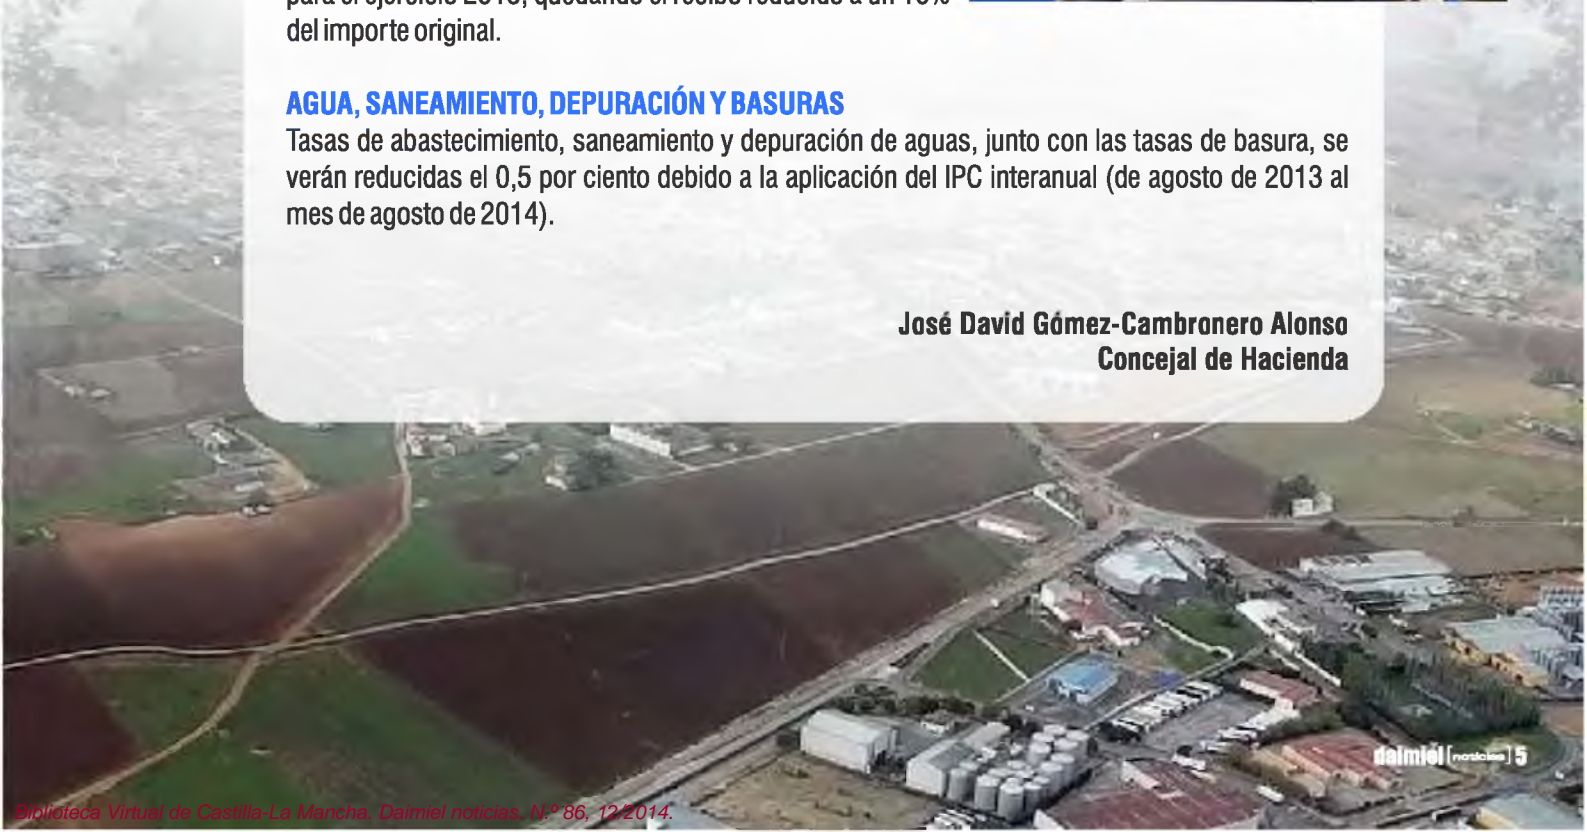 del importe original.
AGUA, SANEAMIENTO, DEPURACIÓN Y BASURAS
Tasas de abastecimiento, saneamiento y depuración de aguas, junto con las tasas de basura, se
verán reducidas el 0,5 por ciento debido a la aplicación del IPC interanual (de agosto de 2013 al
mes de agosto de 2014).
José David Gómez-Cambronero Alonso
Concejal de Hacienda
daimiel [noticias] 5
Biblioteca Virtual de Castilla-La Mancha. Daimiel noticias. N.º 86, 12/2014.